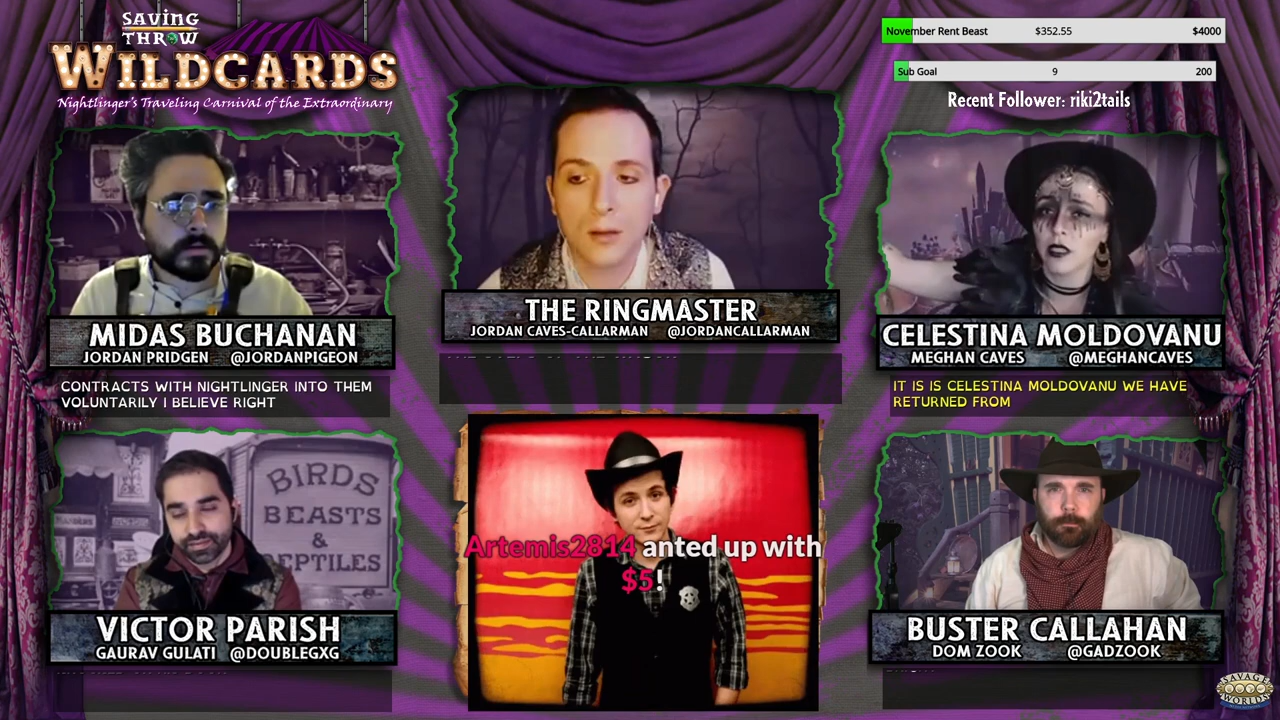 SAVING
THROW
WILDCARDS
Nightlinger's Traveling Carnival of the Extraordinary
November Rent Beast $352.55 $4000
Sub Goal 9 200
Recent Follower: riki2tails
MIDAS BUCHANAN
JORDAN PRIDGEN @JORDANPIGEON
CONTRACTS WITH NIGHTLINGER INTO THEM
VOLUNTARILY I BELIEVE RIGHT
THE RINGMASTER
JORDAN CAVES-CALLARMAN @JORDANCALLARMAN
CELESTINA MOLDOVANU
MEGHAN CAVES @MEGHANCAVES
IT IS IS CELESTINA MOLDOVANU WE HAVE
RETURNED FROM
BIRDS
BEASTS
&
REPTILES
VICTOR PARISH
GAURAV GULATI @DOUBLEGXG
Artemis2814 anted up with
$5!
BUSTER CALLAHAN
DOM ZOOK @GADZOOK
SAVAGE
WORLDS